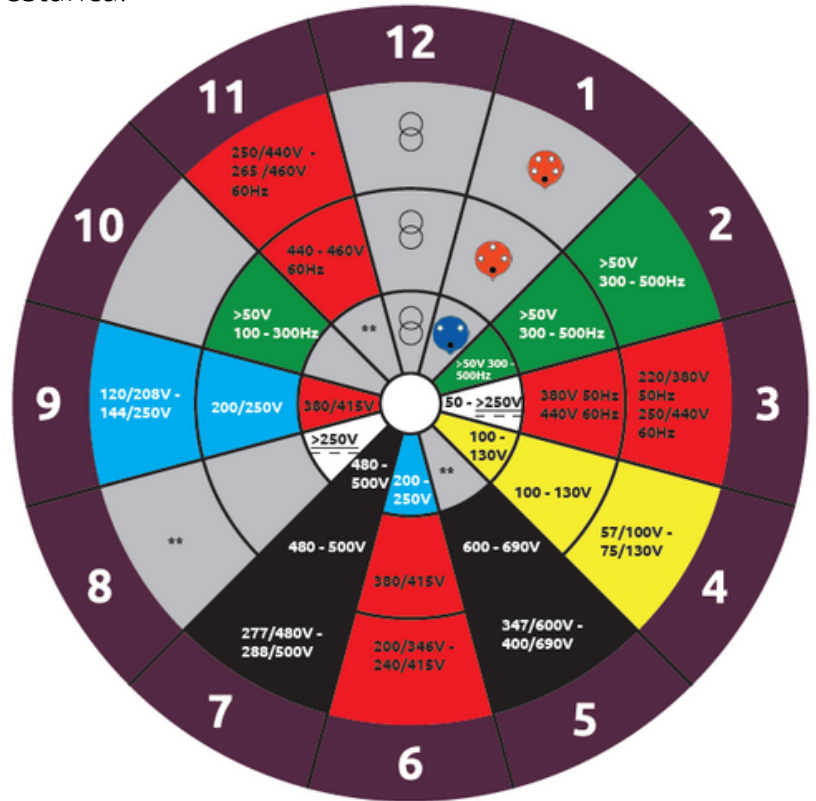 12
1
2
>50V
300 - 500Hz
>50V
300 - 500Hz
>50V 300 -
500Hz
3
220/380V
50Hz
250/440V
60Hz
380V 50Hz
440V 60Hz
50 - >250V
4
57/100V -
75/130V
100 - 130V
100 -
130V
5
347/600V -
400/690V
600 - 690V
**
6
200/346V -
240/415V
380/415V
200 -
250V
7
277/480V -
288/500V
480 - 500V
480 -
500V
8
**
>250V
9
120/208V -
144/250V
200/250V
380/415V
10
>50V
100 - 300Hz
11
250/440V -
265 /460V
60Hz
440 - 460V
60Hz
**